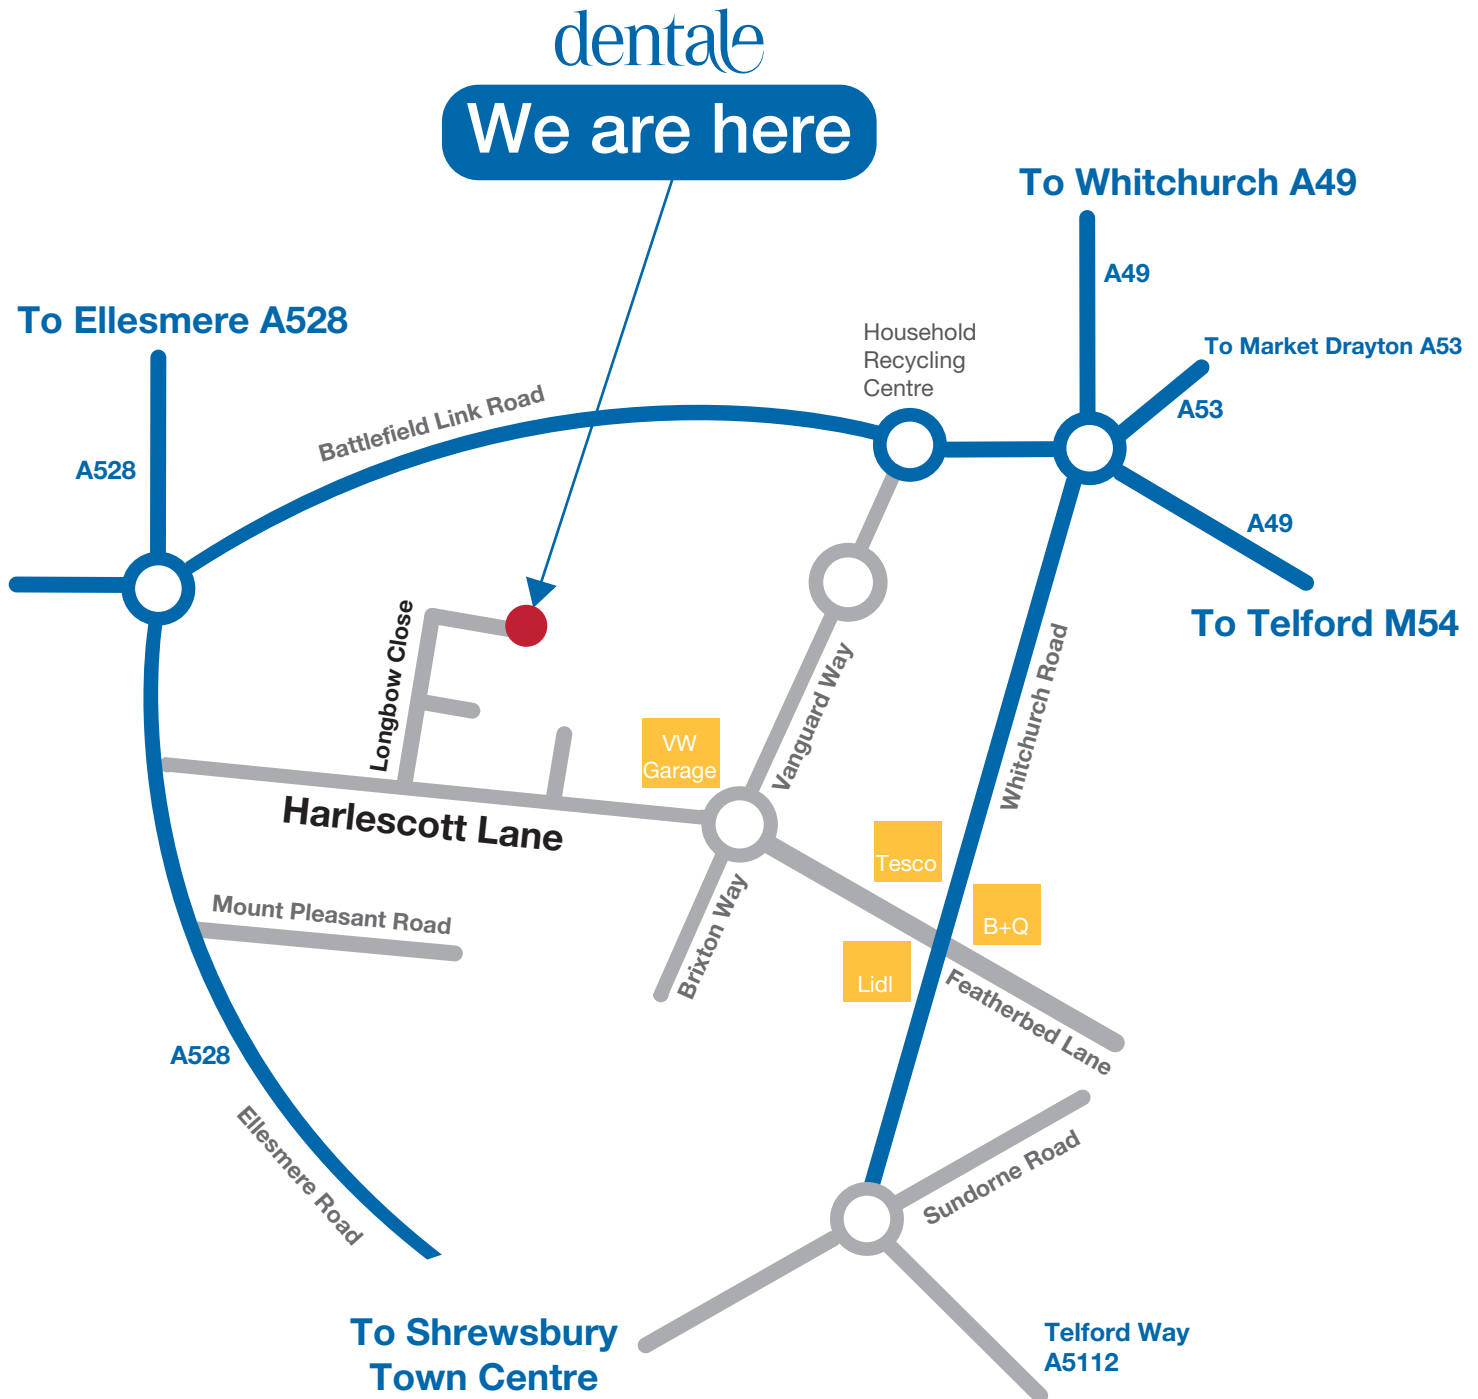 dentale
We are here
To Whitchurch A49
A49
To Ellesmere A528
Household
Recycling
Centre
To Market Drayton A53
A53
Battlefield Link Road
A528
A49
To Telford M54
Longbow Close
Vanguard Way
Whitchurch Road
VW
Garage
Harlescott Lane
Tesco
Mount Pleasant Road
Brixton Way
B+Q
Lidl
Featherbed Lane
A528
Ellesmere Road
Sundorne Road
To Shrewsbury
Town Centre
Telford Way
A5112